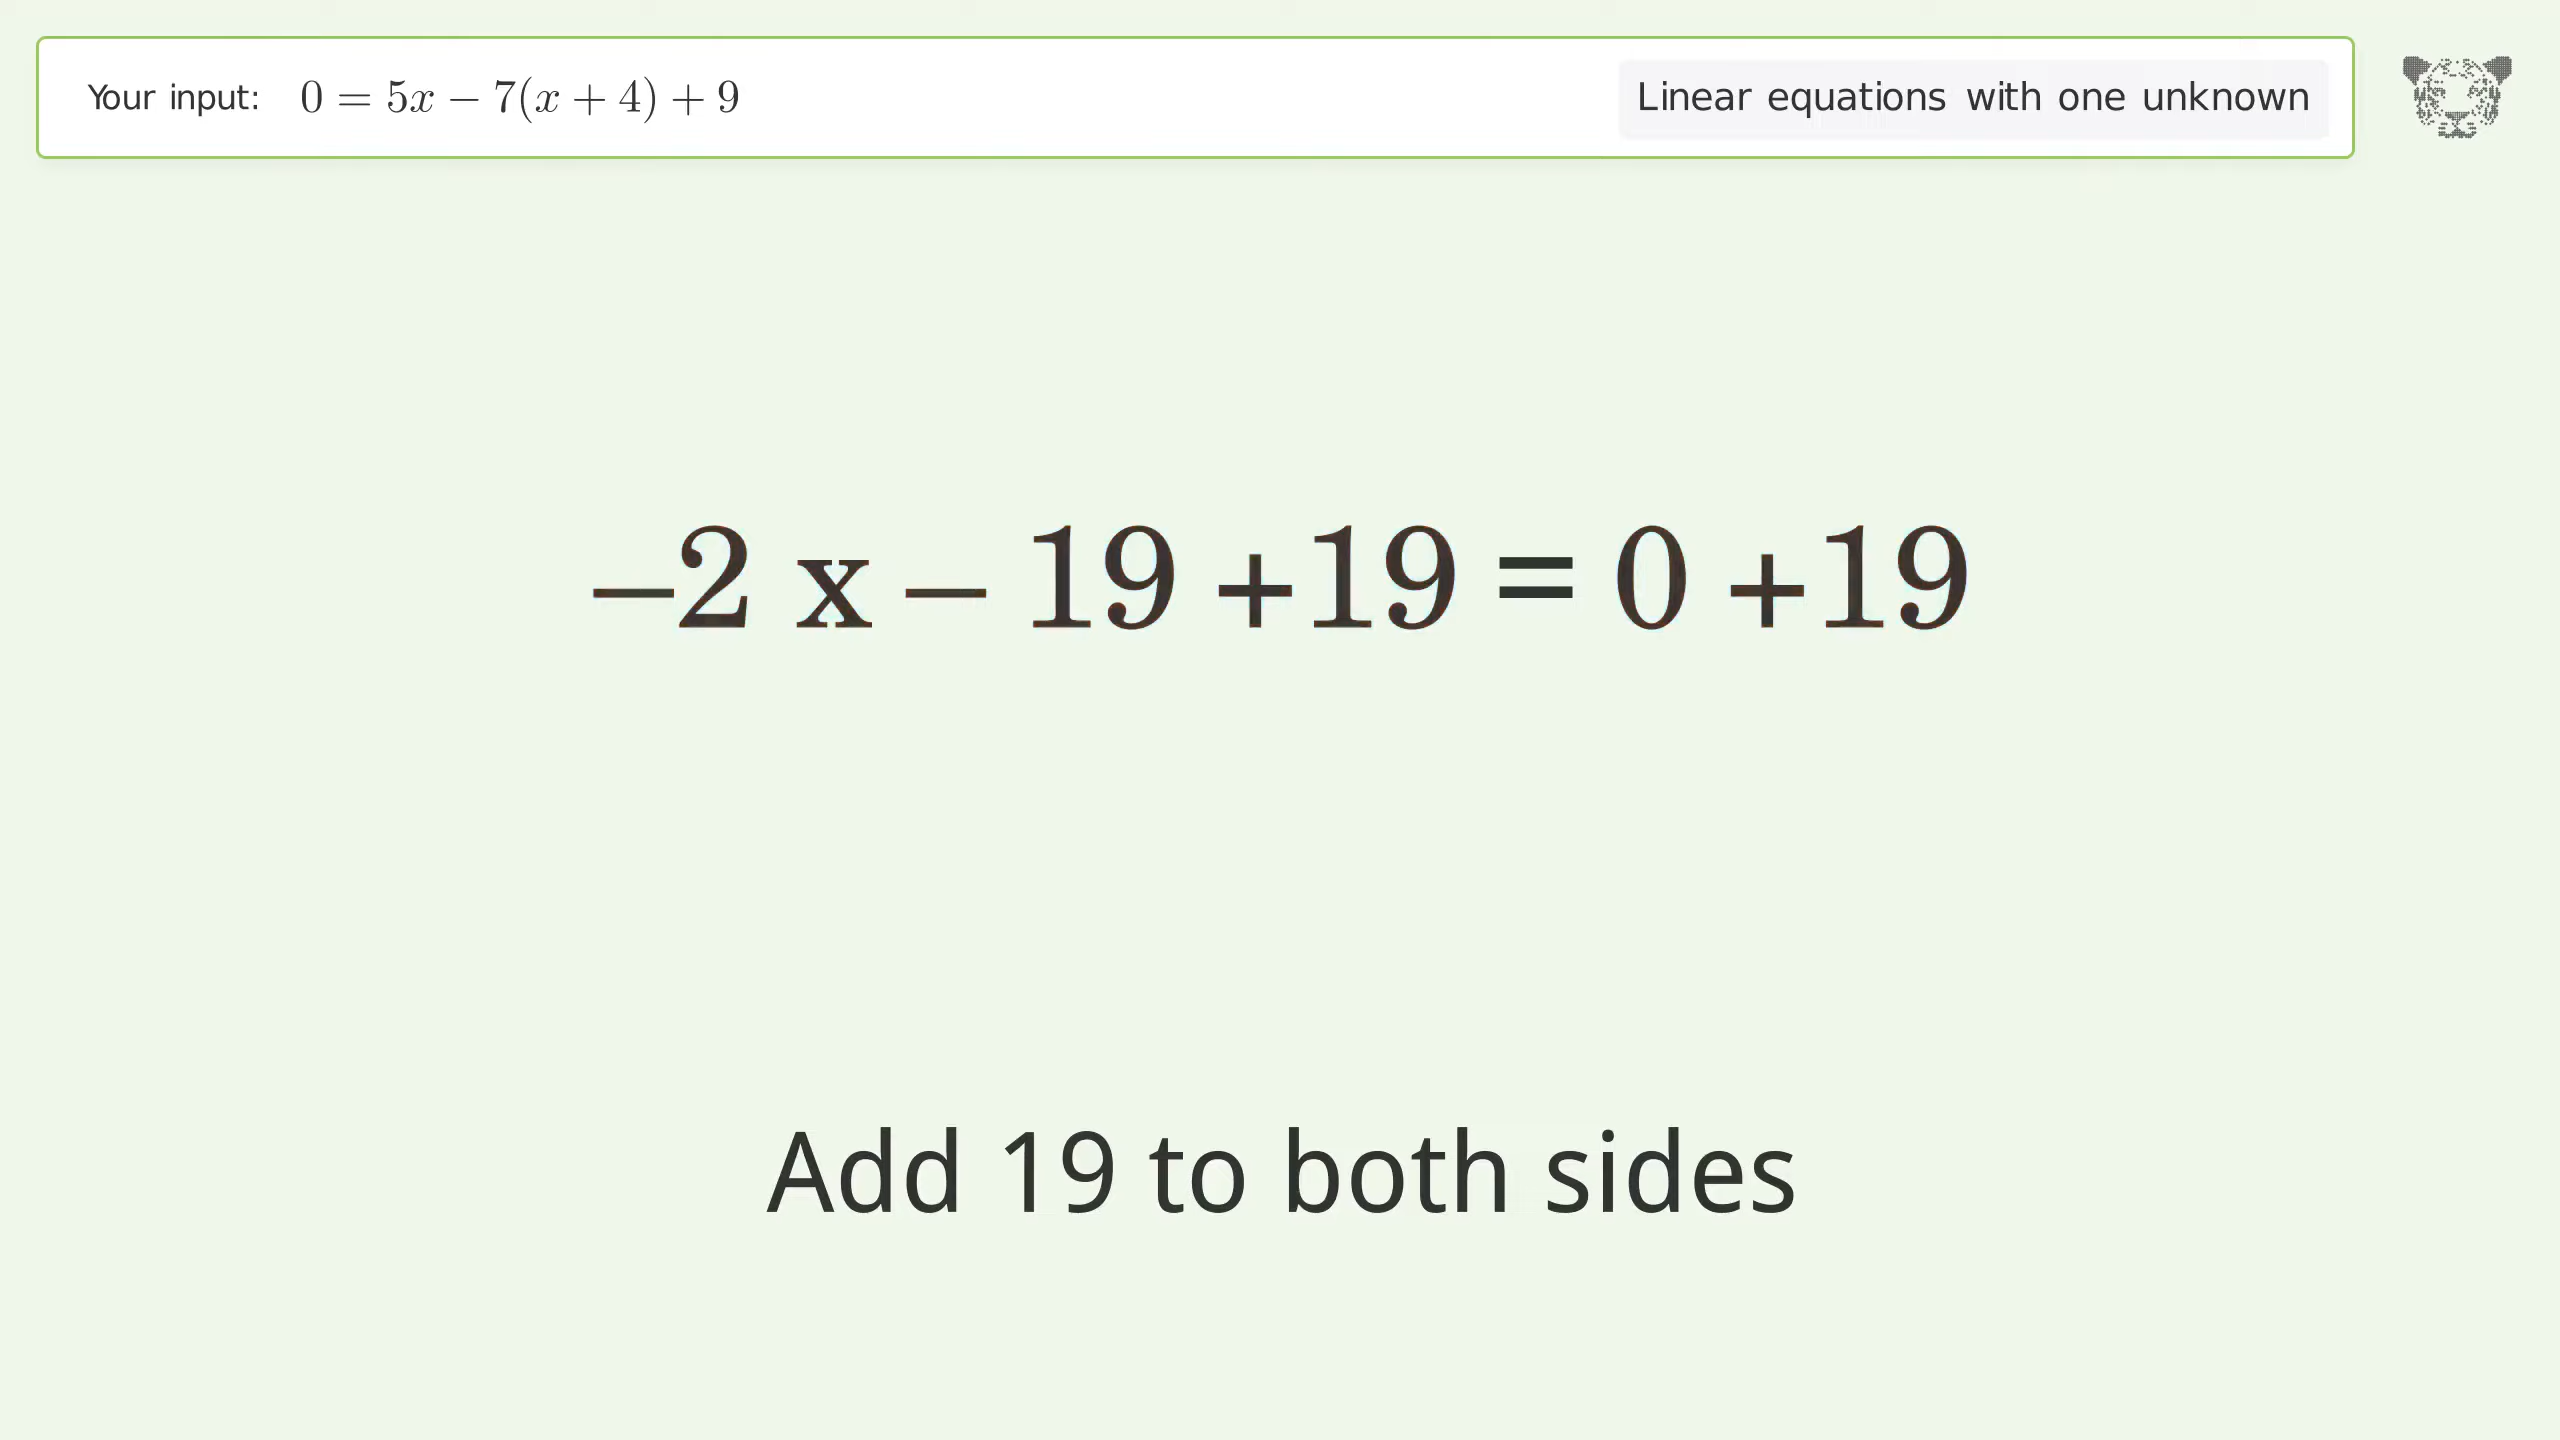 Your input: 0 = 5x − 7(x + 4) + 9
Linear equations with one unknown
−2 x − 19 +19 = 0 +19
Add 19 to both sides